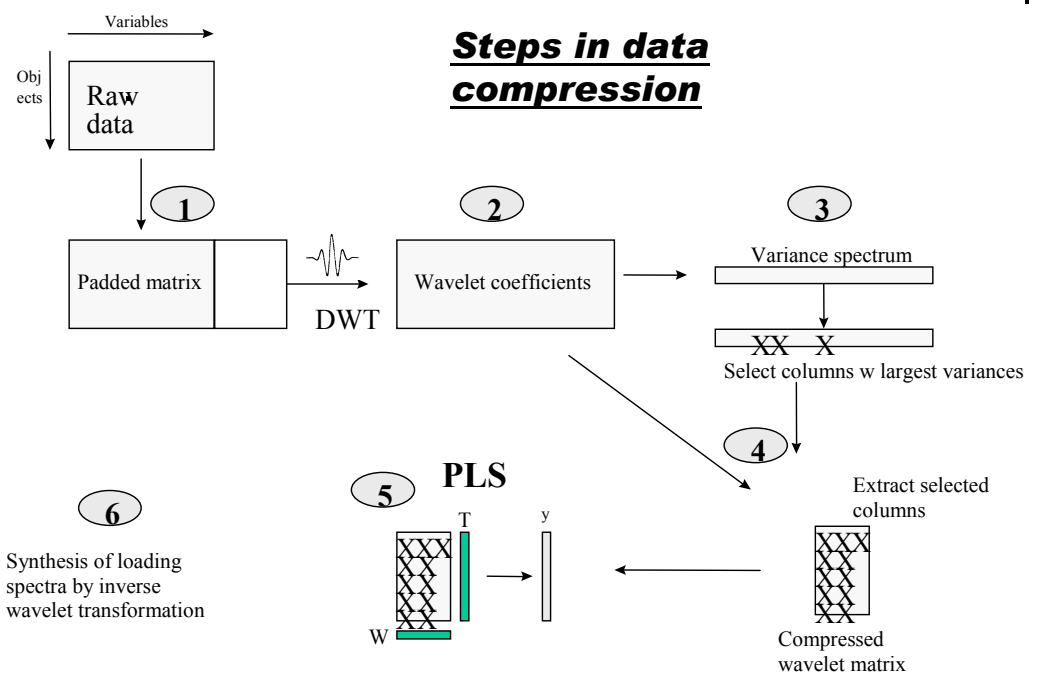 Variables
Steps in data
compression
Obj
ects
Raw
data
1
2
3
Padded matrix
DWT
Wavelet coefficients
Variance spectrum
XX X
Select columns w largest variances
4
Extract selected
columns
5
PLS
6
T
y
Synthesis of loading
spectra by inverse
wavelet transformation
XXX
XX
XX
XX
XX
W
XXX
XX
XX
XX
XX
Compressed
wavelet matrix